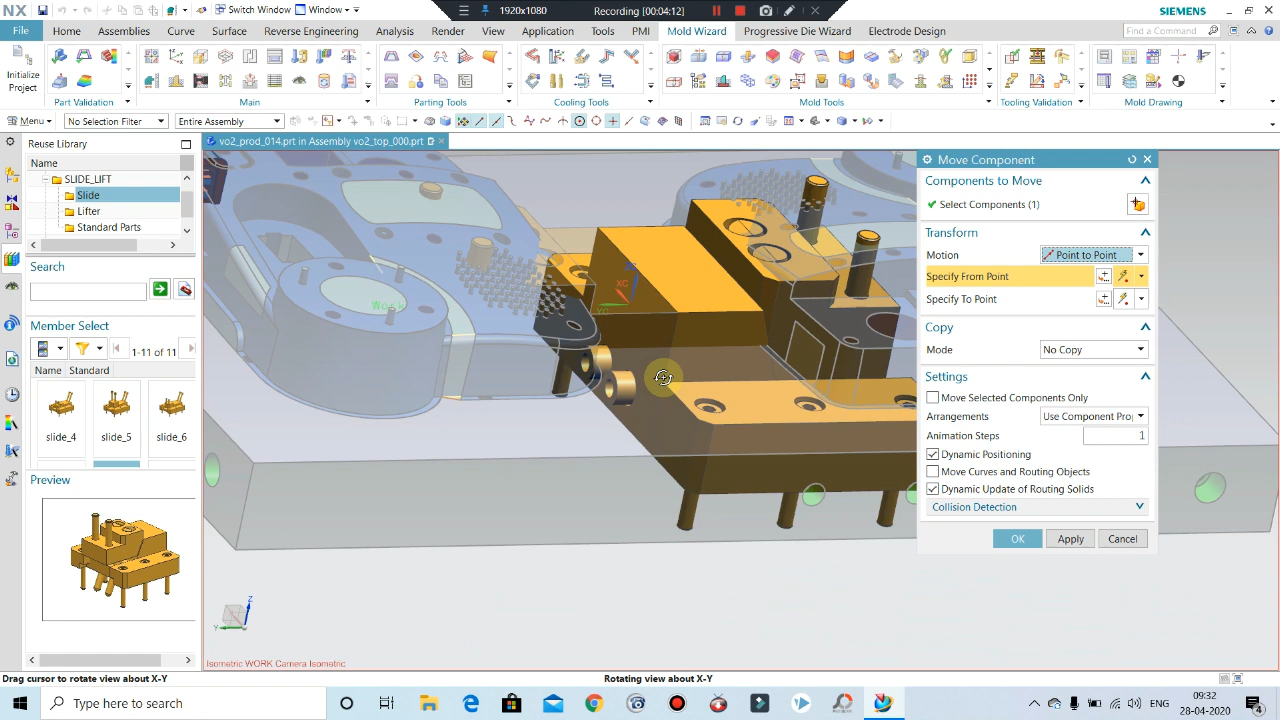 NX
Switch Window
Window
1920x1080
Recording [00:04:12]
SIEMENS
File
Home
Curve
Surface
Reverse Engineering
Analysis
Render
View
Application
Tools
PMI
Mold Wizard
Progressive Die Wizard
Electrode Design
Find a Command
Initialize
Project
Part Validation
Main
Parting Tools
Cooling Tools
Mold Tools
Tooling Validation
Mold Drawing
Menu
No Selection Filter
Entire Assembly
Reuse Library
Name
SLIDE_LIFT
Slide
Lifter
Standard Parts
Search
Member Select
1-11 of 11
Name
Standard
slide_4
slide_5
slide_6
Preview
vo2_prod_014.prt in Assembly vo2_top_000.prt
Work
XC
YC
Z
Y
Isometric WORK Camera Isometric
Move Component
Components to Move
Select Components (1)
Transform
Motion
Point to Point
Specify From Point
Specify To Point
Copy
Mode
No Copy
Settings
Move Selected Components Only
Arrangements
Use Component Pro
Animation Steps
1
Dynamic Positioning
Move Curves and Routing Objects
Dynamic Update of Routing Solids
Collision Detection
OK
Apply
Cancel
Drag cursor to rotate view about X-Y
Rotating view about X-Y
Type here to search
ENG
09:32
28-04-2020